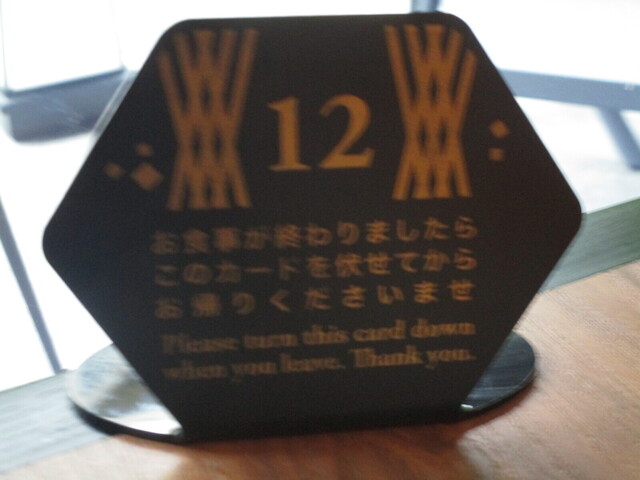 12
お食事が終わりましたら
このカードを伏せてから
お帰りくださいませ
Please turn this card down
when you leave. Thank you.